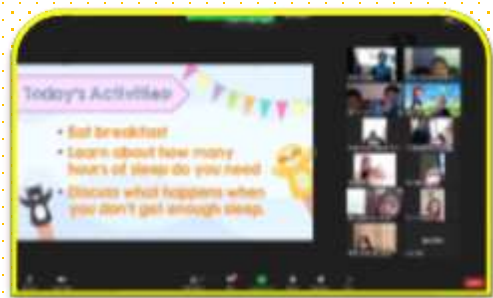 Today's Activities
• Eat breakfast
• Learn about how many
hours of sleep do you need
• Discuss what happens when
you don't get enough sleep.